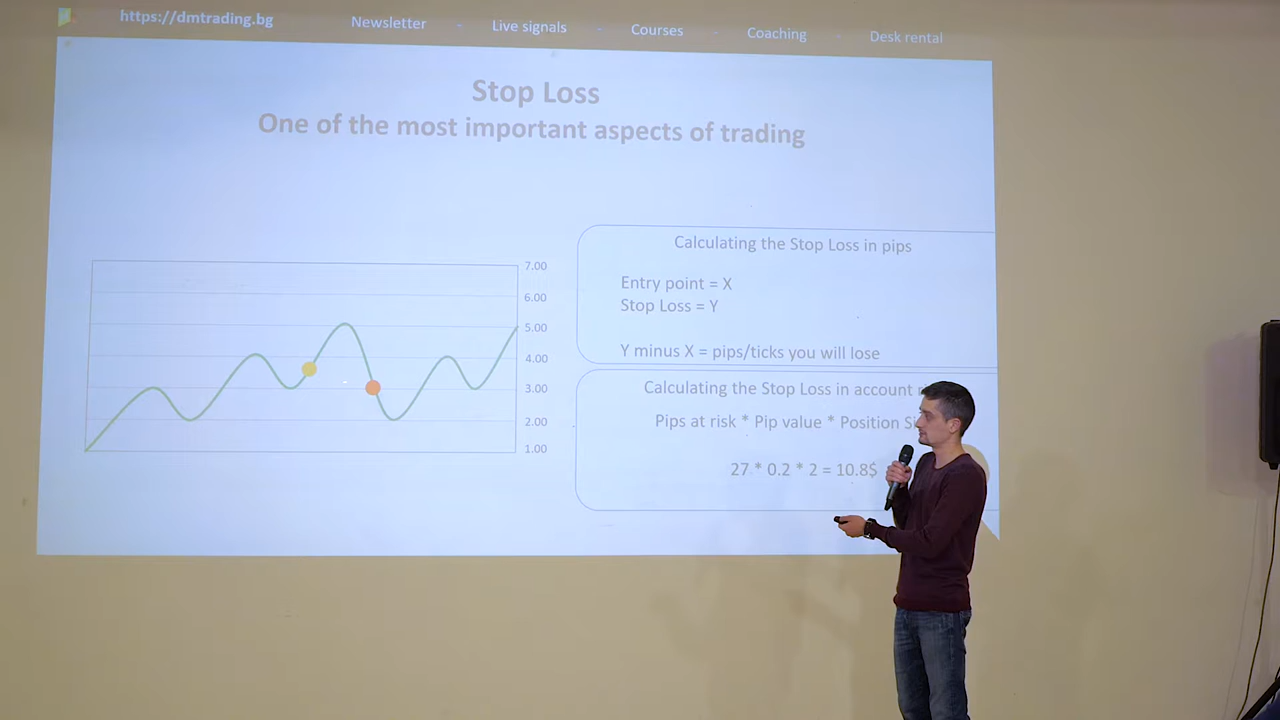 https://dmtrading.bg Newsletter - Live signals - Courses - Coaching - Desk rental
Stop Loss
One of the most important aspects of trading
7.00
6.00
5.00
4.00
3.00
2.00
1.00
Calculating the Stop Loss in pips
Entry point = X
Stop Loss = Y
Y minus X = pips/ticks you will lose
Calculating the Stop Loss in account
Pips at risk * Pip value * Position
27 * 0.2 * 2 = 10.8$